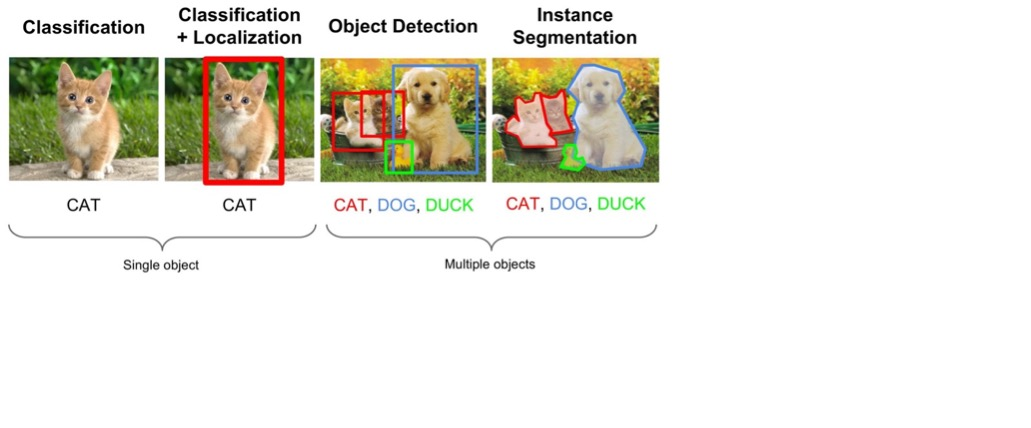 Classification
Classification
+ Localization
Object Detection
Instance
Segmentation
CAT
CAT
CAT, DOG, DUCK
CAT, DOG, DUCK
Single object
Multiple objects